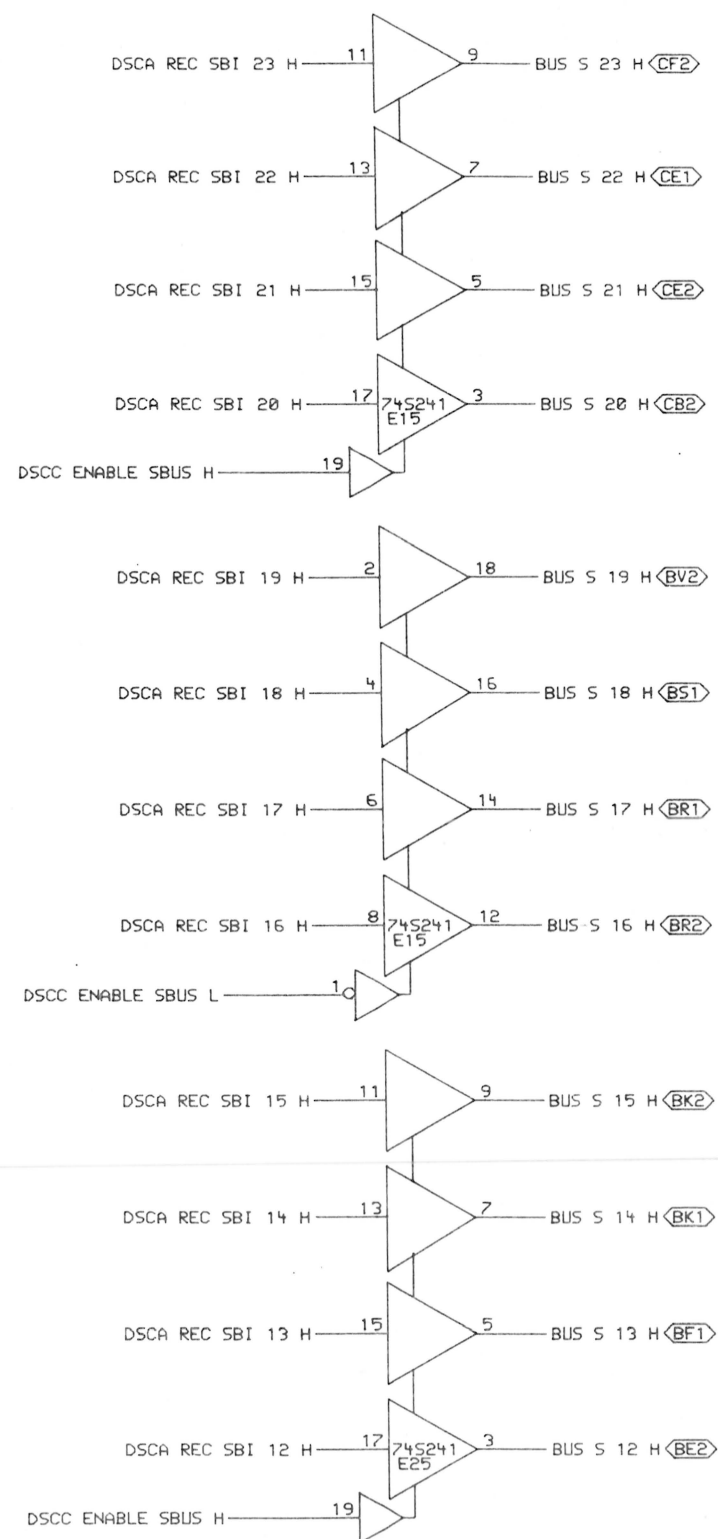 DSCA REC SBI 23 H 11 9 BUS S 23 H CF2
DSCA REC SBI 22 H 13 7 BUS S 22 H CE1
DSCA REC SBI 21 H 15 5 BUS S 21 H CE2
DSCA REC SBI 20 H 17 74S241 3 BUS S 20 H CB2
E15
DSCC ENABLE SBUS H 19
DSCA REC SBI 19 H 2 18 BUS S 19 H BV2
DSCA REC SBI 18 H 4 16 BUS S 18 H BS1
DSCA REC SBI 17 H 6 14 BUS S 17 H BR1
DSCA REC SBI 16 H 8 74S241 12 BUS S 16 H BR2
E15
DSCC ENABLE SBUS L 1
DSCA REC SBI 15 H 11 9 BUS S 15 H BK2
DSCA REC SBI 14 H 13 7 BUS S 14 H BK1
DSCA REC SBI 13 H 15 5 BUS S 13 H BF1
DSCA REC SBI 12 H 17 74S241 3 BUS S 12 H BE2
E25
DSCC ENABLE SBUS H 19